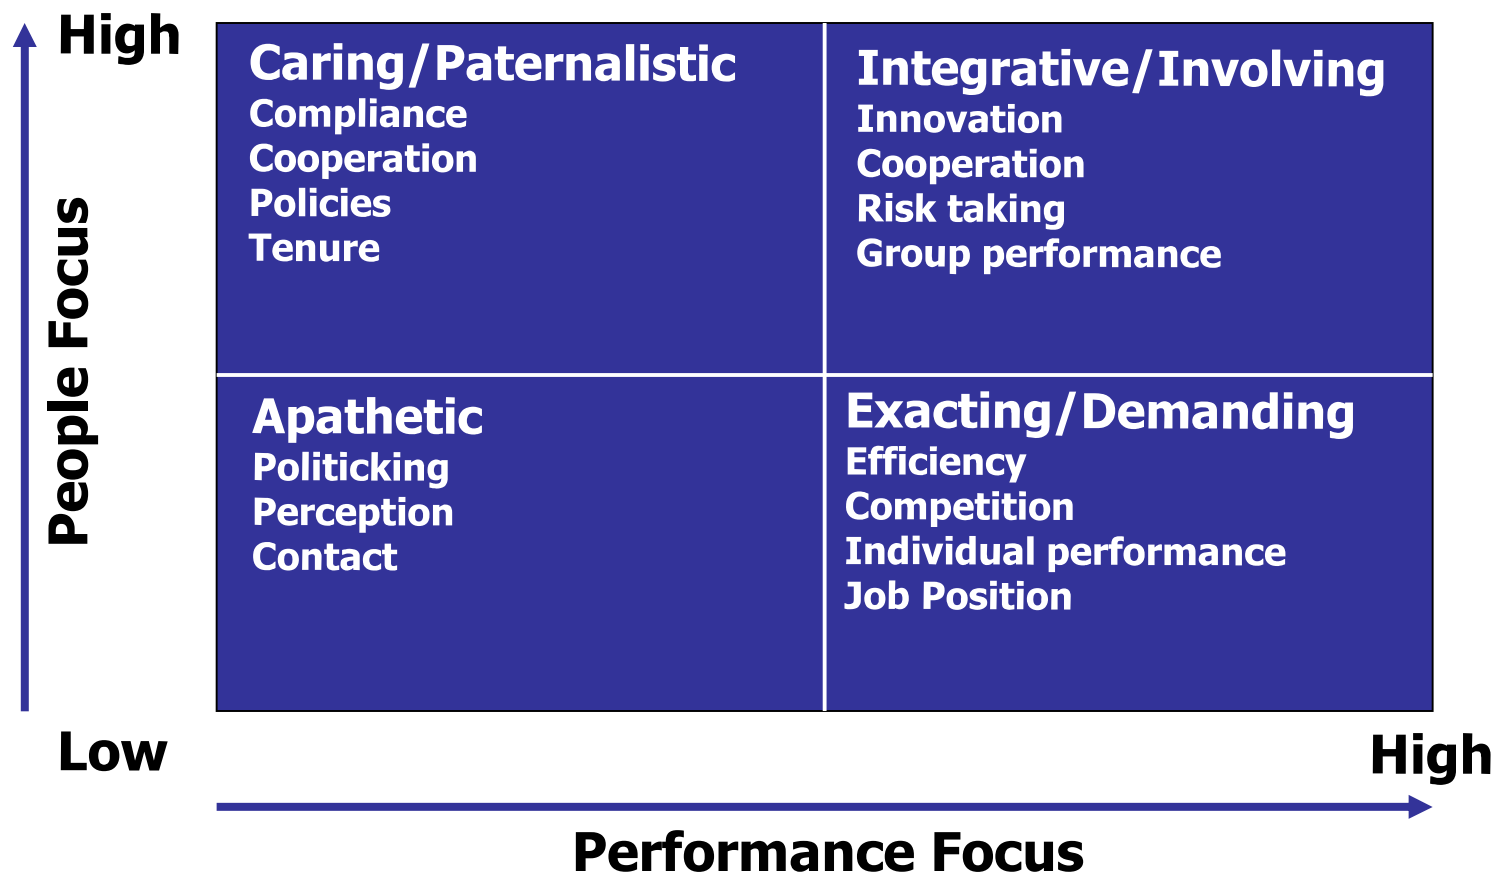 High
People Focus
Low
Caring/Paternalistic
Compliance
Cooperation
Policies
Tenure
Integrative/Involving
Innovation
Cooperation
Risk taking
Group performance
Apathetic
Politicking
Perception
Contact
Exacting/Demanding
Efficiency
Competition
Individual performance
Job Position
High
Performance Focus